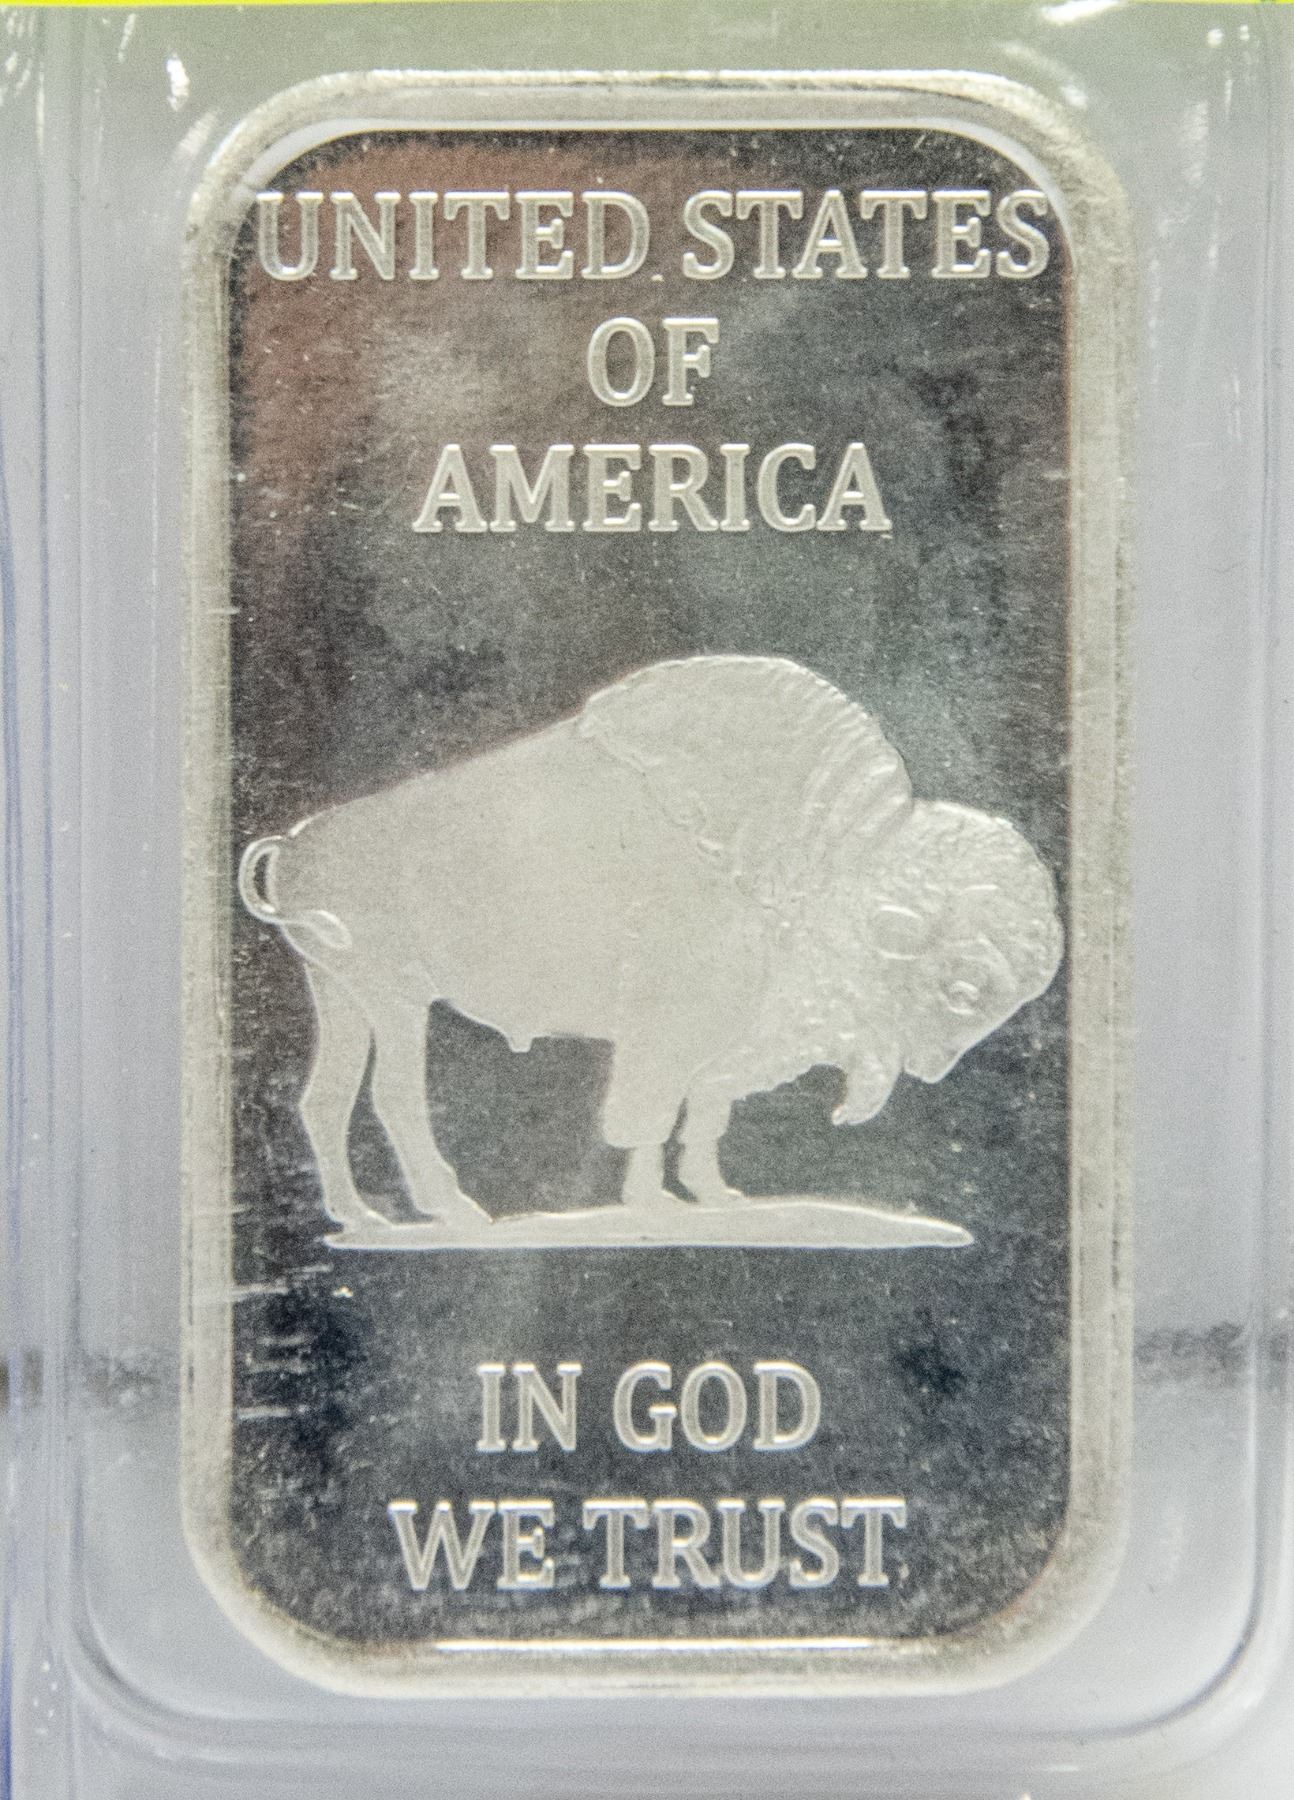 UNITED STATES
OF
AMERICA
IN GOD
WE TRUST